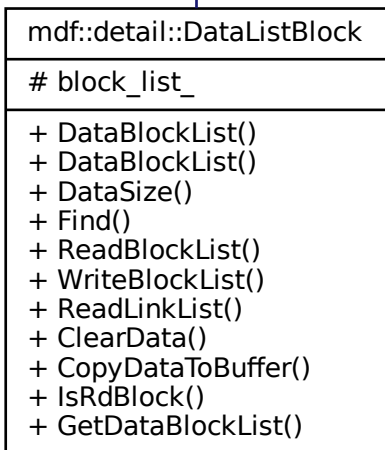 mdf::detail::DataListBlock
# block_list_
+ DataBlockList()
+ DataBlockList()
+ DataSize()
+ Find()
+ ReadBlockList()
+ WriteBlockList()
+ ReadLinkList()
+ ClearData()
+ CopyDataToBuffer()
+ IsRdBlock()
+ GetDataBlockList()